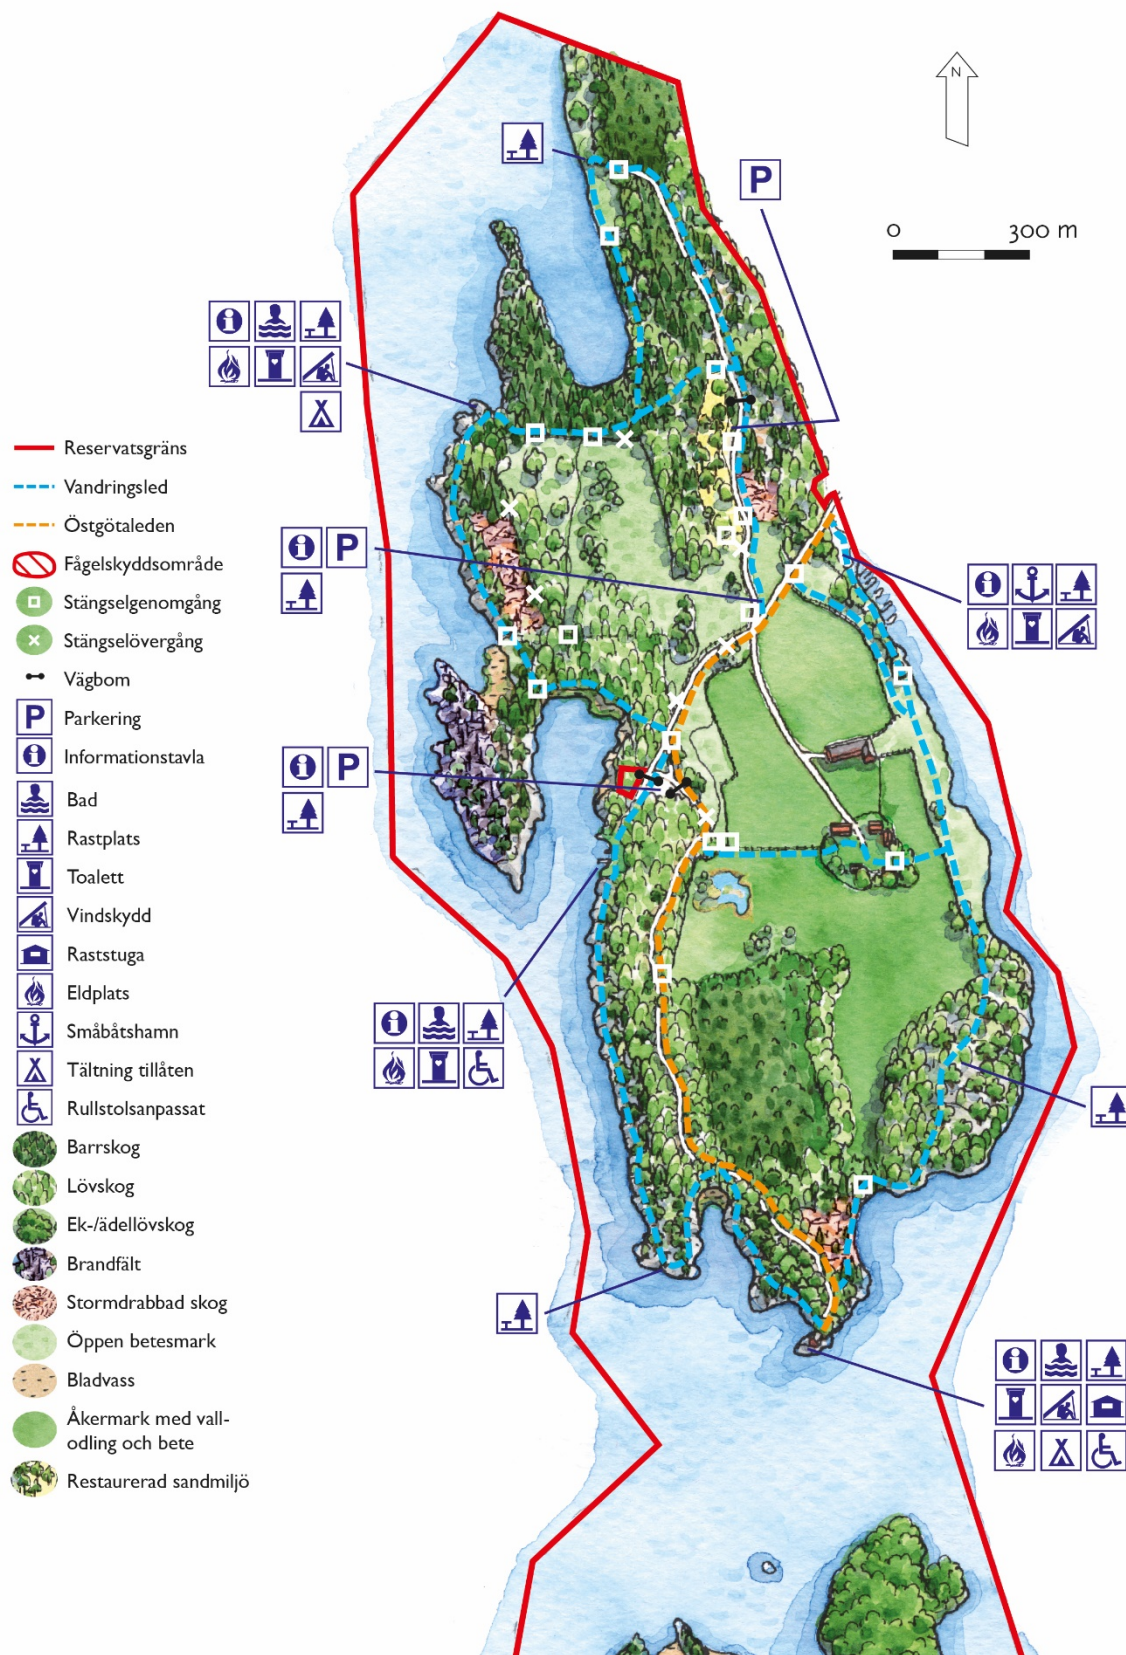 N
P
0 300 m
Reservatsgräns
Vandringsled
Östgötaleden
Fågelskyddsområde
Stängselgenomgång
Stängselövergång
Vägbom
P Parkering
i Informationstavla
Bad
Rastplats
Toalett
Vindskydd
Raststuga
Eldplats
Småbåtshamn
Tältning tillåten
Rullstolsanpassat
Barrskog
Lövskog
Ek-/ädellövskog
Brandfält
Stormdrabbad skog
Öppen betesmark
Bladvass
Åkermark med vall-
odling och bete
Restaurerad sandmiljö
i
i P
i
i P
i
i